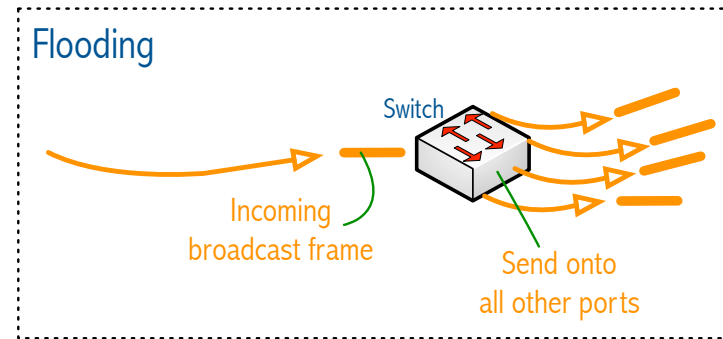 Flooding
Switch
Incoming
broadcast frame
Send onto
all other ports